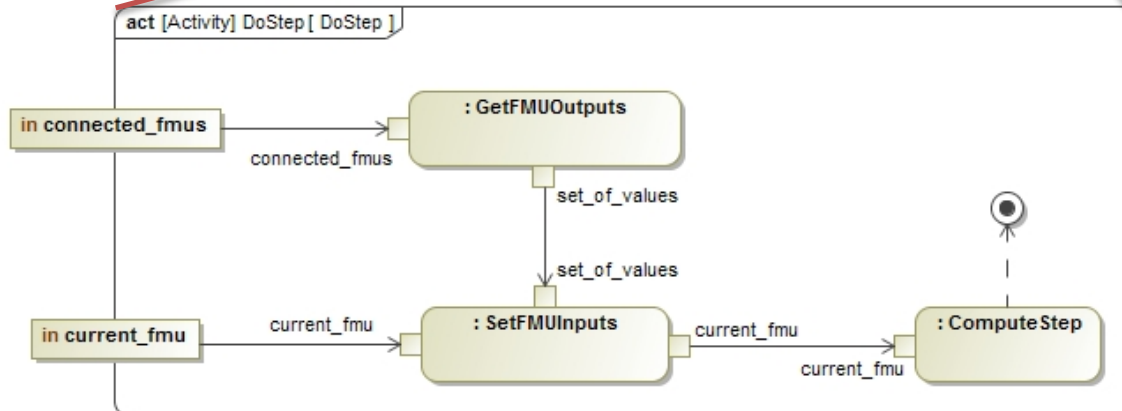 act [Activity] DoStep [ DoStep ]
: GetFMUOutputs
in connected_fmus
connected_fmus
set_of_values
set_of_values
in current_fmu
current_fmu
: SetFMUInputs
current_fmu
current_fmu
: ComputeStep